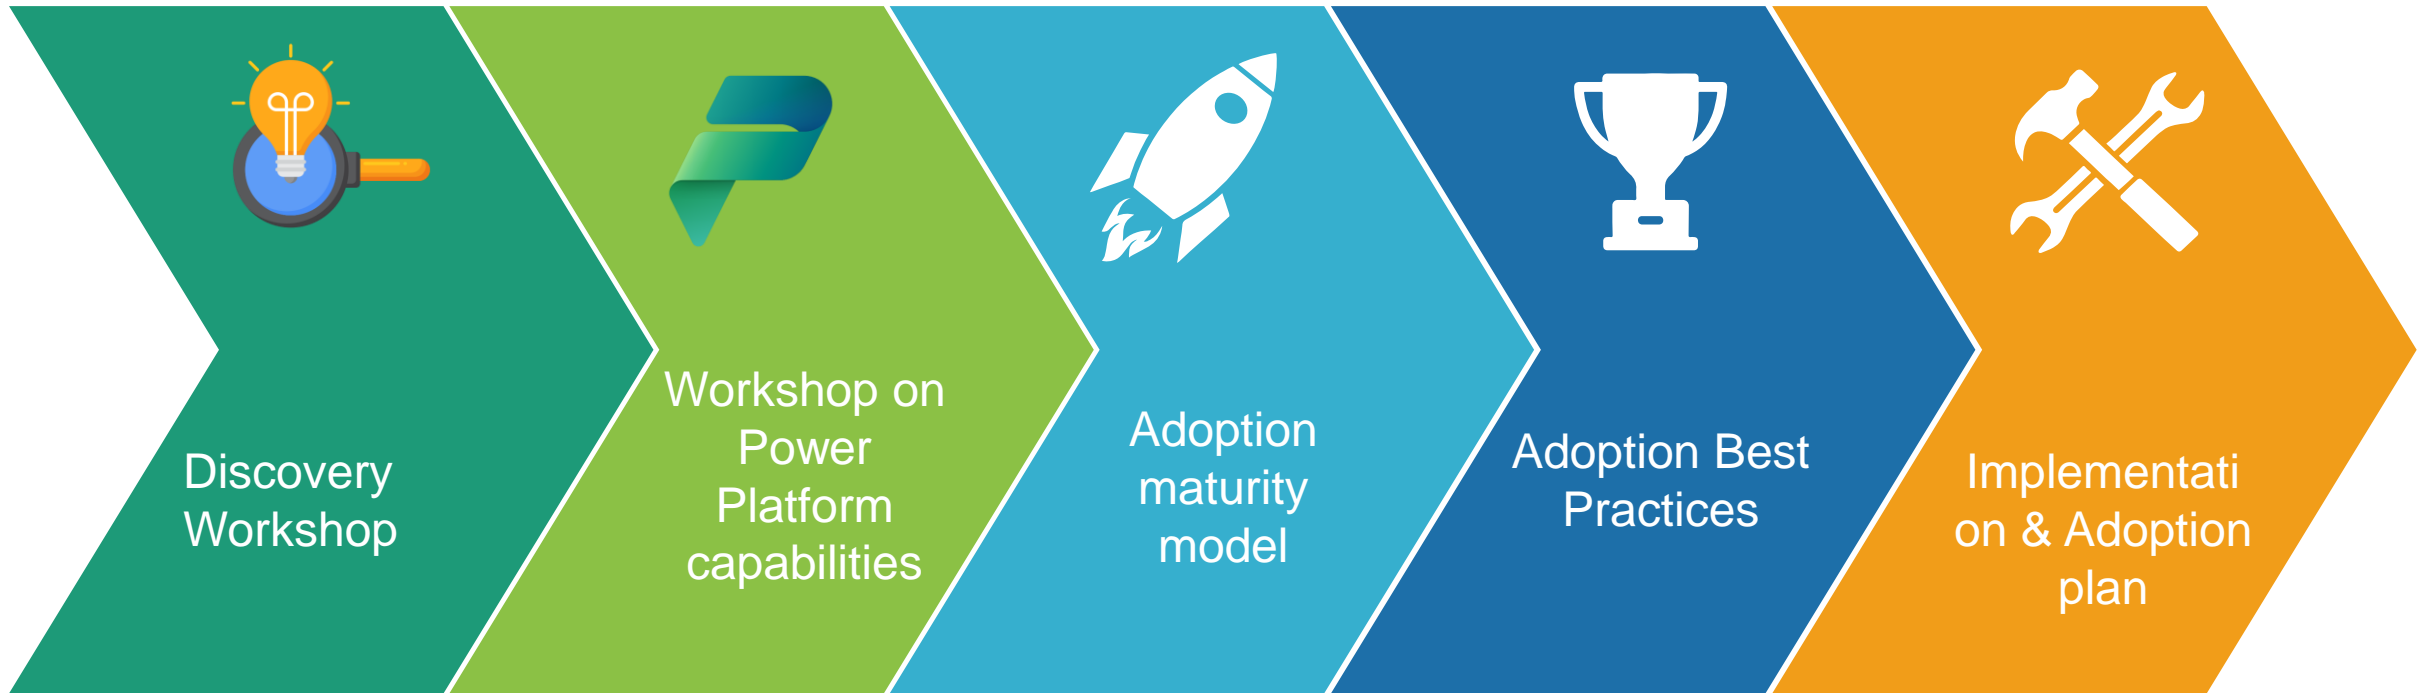 Discovery
Workshop
Workshop on
Power
Platform
capabilities
Adoption
maturity
model
Adoption Best
Practices
Implementati
on & Adoption
plan